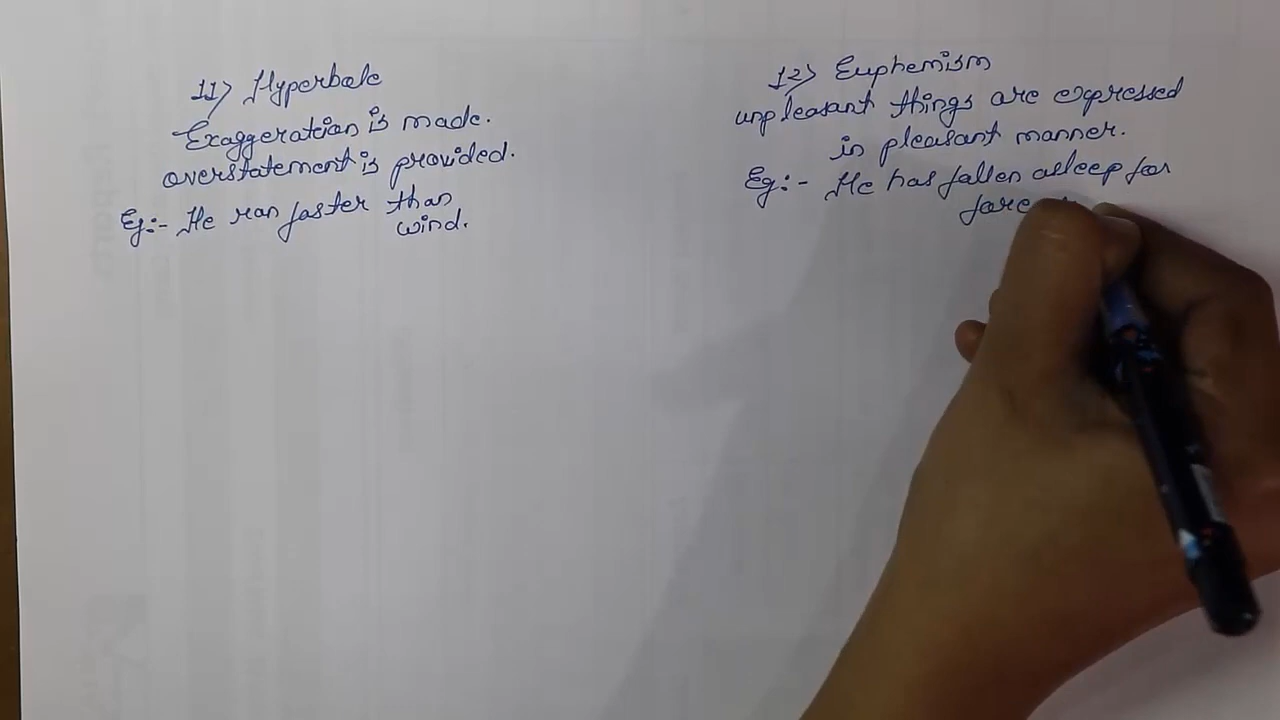 11) Hyperbole
Exaggeration is made.
overstatement is provided.
Eg:- He ran faster than
wind.
12) Euphemism
unpleasant things are expressed
in pleasant manner.
Eg:- He has fallen asleep for